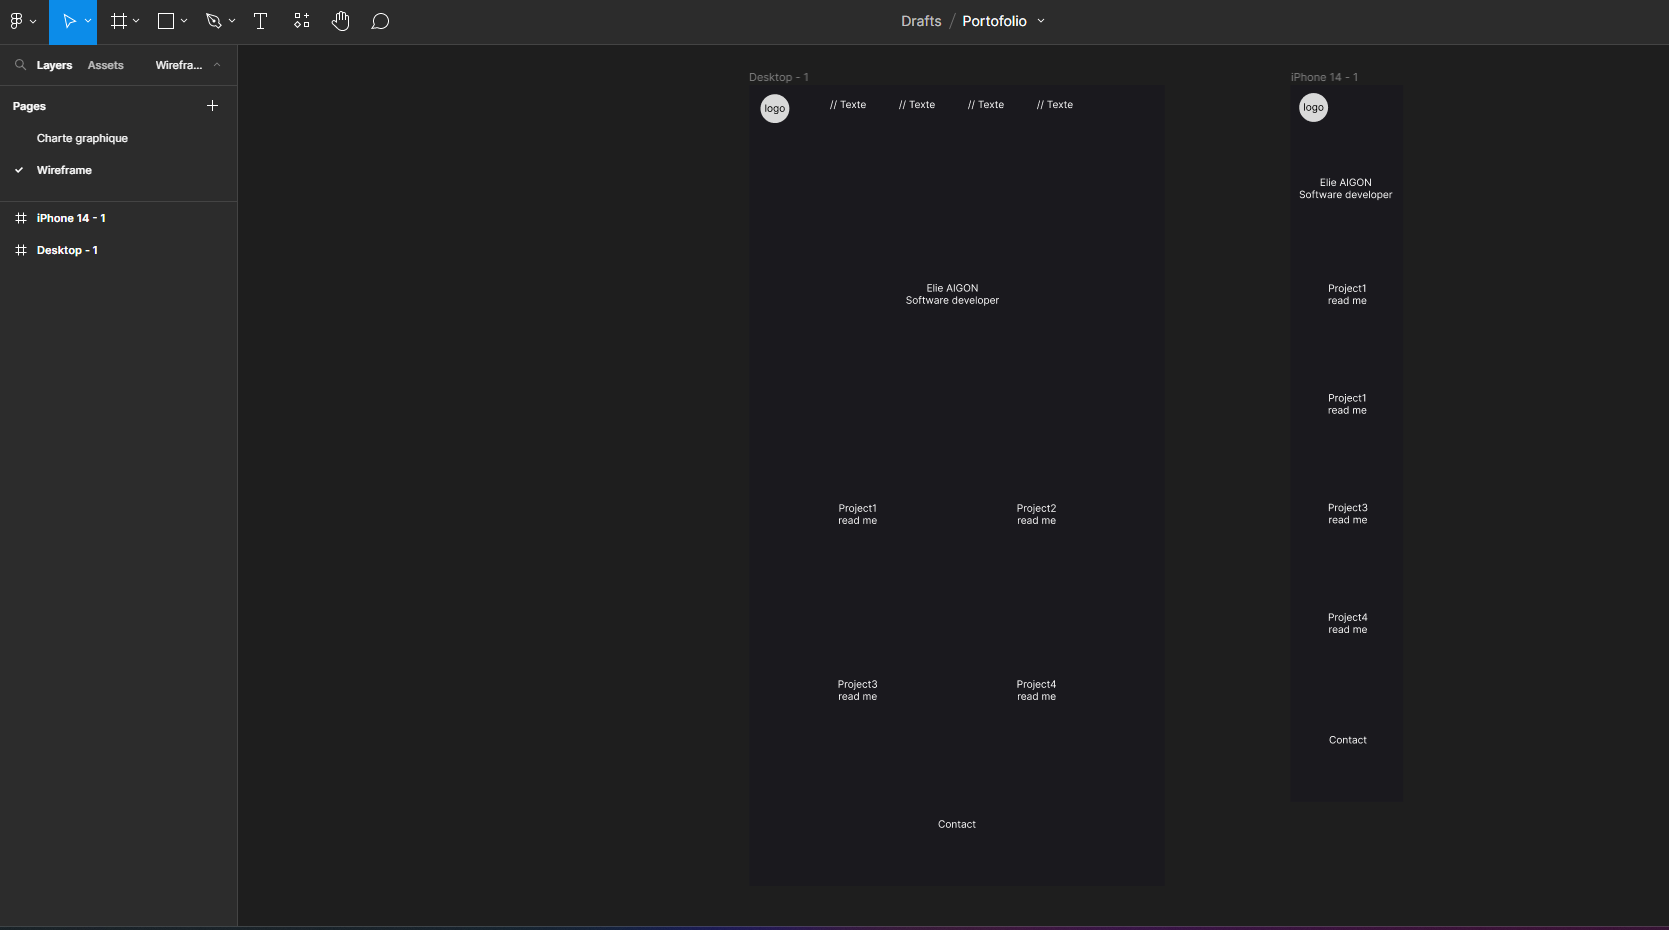 Drafts / Portofolio
Layers Assets Wirefra...
Pages
Charte graphique
Wireframe
iPhone 14 - 1
Desktop - 1
Desktop - 1
logo // Texte // Texte // Texte // Texte
Elie AIGON
Software developer
Project1
read me
Project2
read me
Project3
read me
Project4
read me
Contact
iPhone 14 - 1
logo
Elie AIGON
Software developer
Project1
read me
Project1
read me
Project3
read me
Project4
read me
Contact